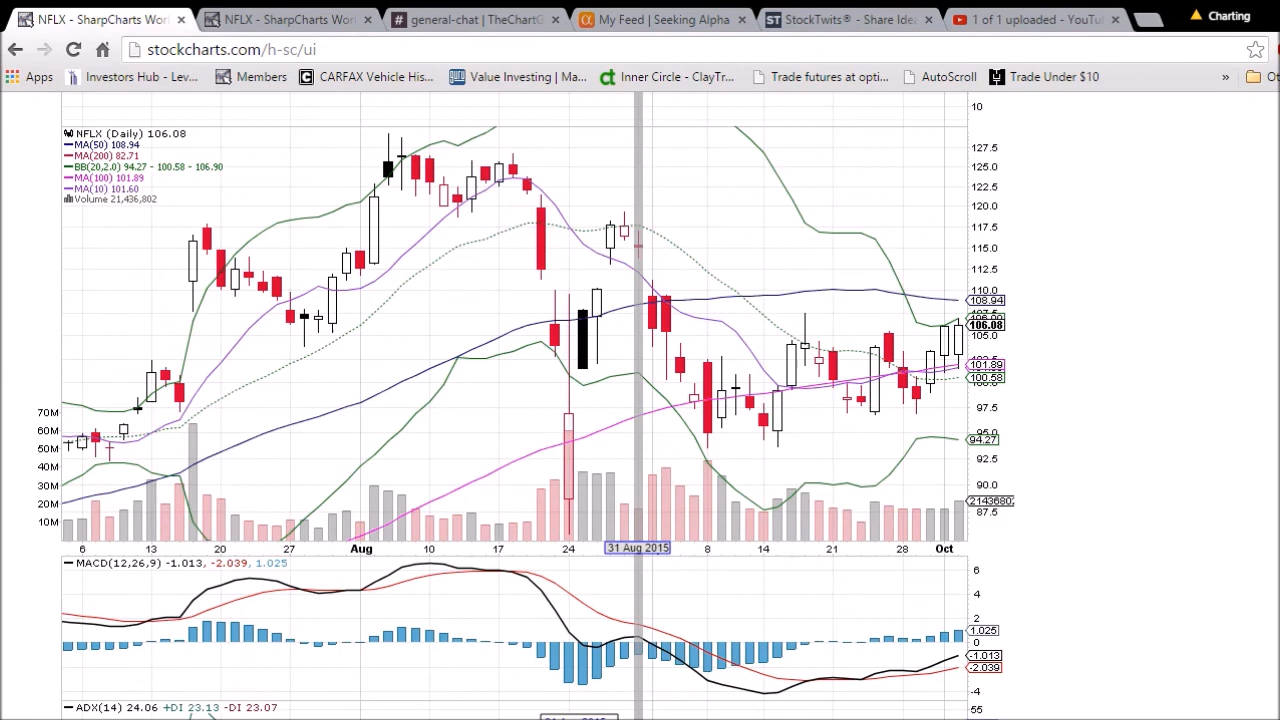 NFLX - SharpCharts Wor
NFLX - SharpCharts Wor
general-chat | TheChartG
My Feed | Seeking Alpha
StockTwits® - Share Idea
1 of 1 uploaded - YouTu
Charting
stockcharts.com/h-sc/ui
Apps
Investors Hub - Lev...
Members
CARFAX Vehicle His...
Value Investing | Ma...
Inner Circle - ClayTr...
Trade futures at opti...
AutoScroll
Trade Under $10
»
10
NFLX (Daily) 106.08
MA(50) 108.94
MA(200) 82.71
BB(20,2.0) 94.27 - 100.58 - 106.90
MA(100) 101.89
MA(10) 101.60
Volume 21,436,802
127.5
125.0
122.5
120.0
117.5
115.0
112.5
110.0
108.94
106.08
105.0
101.89
100.58
97.5
95.0
94.27
92.5
90.0
2143680
87.5
70M
60M
50M
40M
30M
20M
10M
6 13 20 27 Aug 10 17 24 31 Aug 2015 8 14 21 28 Oct
MACD(12,26,9) -1.013, -2.039, 1.025
6
4
2
1.025
0
-1.013
-2.039
-4
ADX(14) 24.06 +DI 23.13 -DI 23.07
55